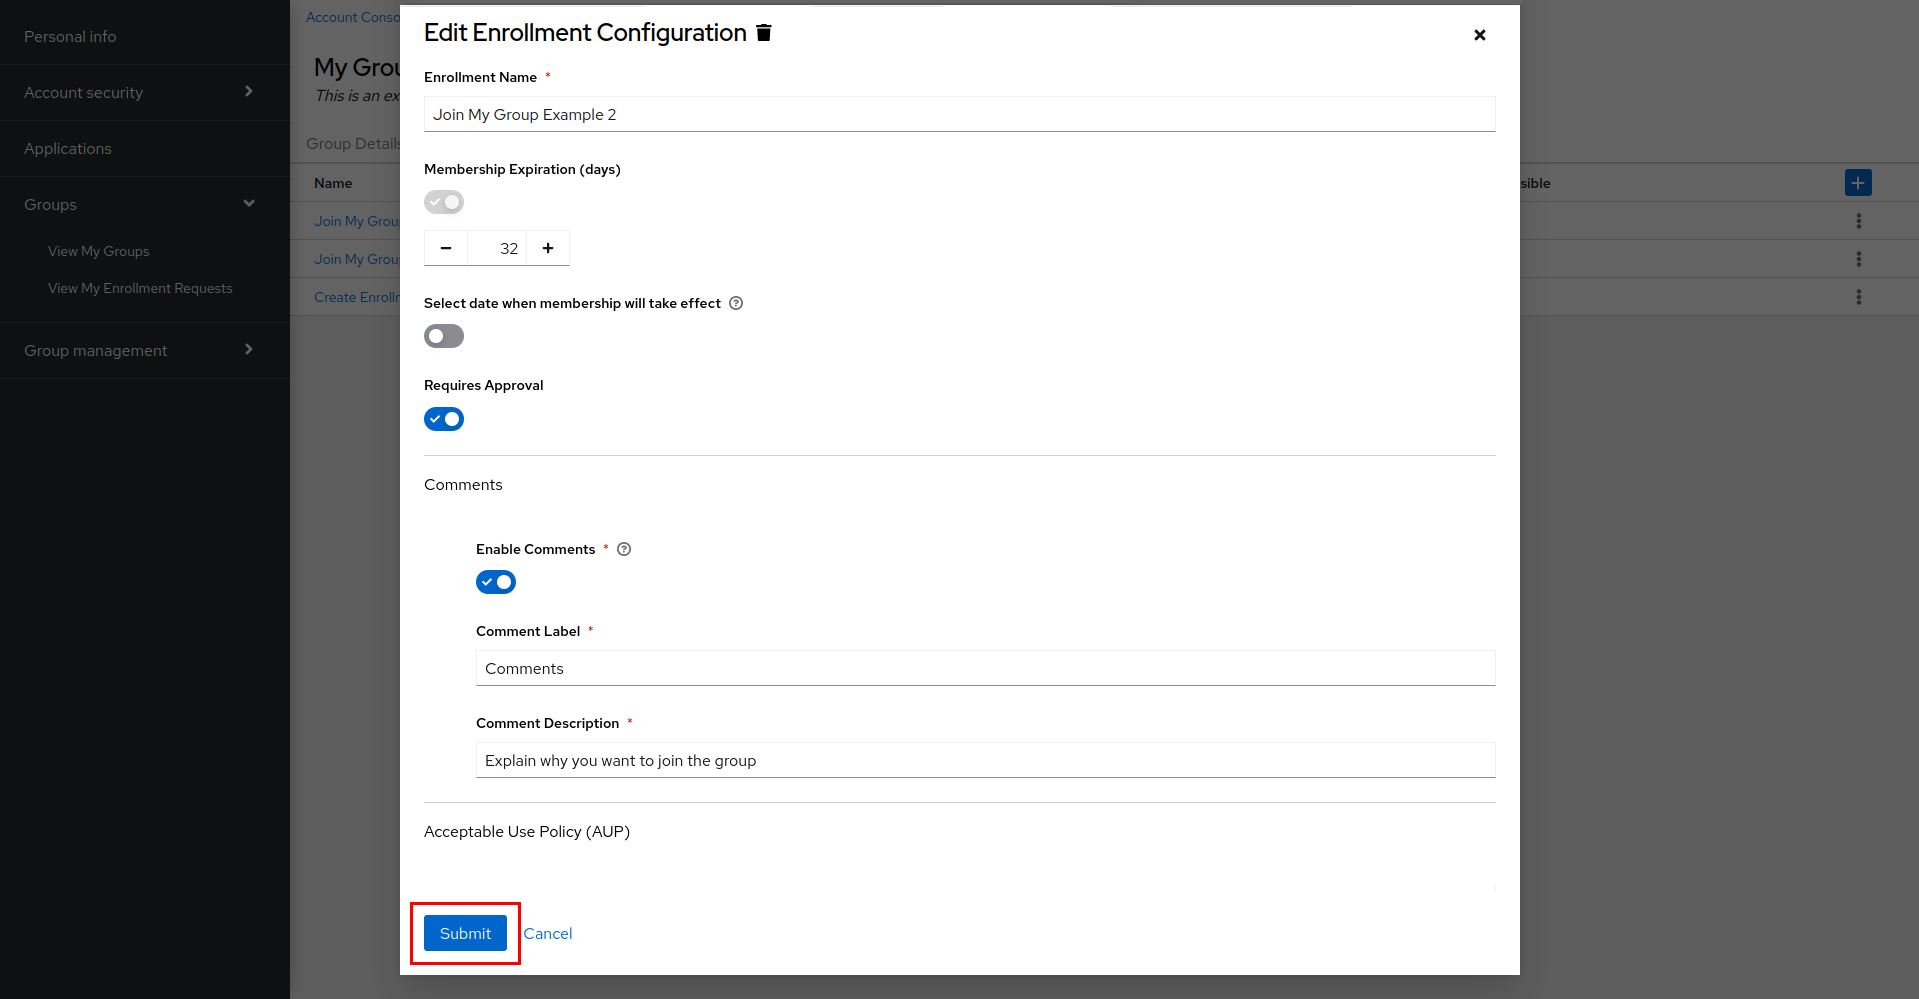 Personal info
Account security
Applications
Groups
View My Groups
View My Enrollment Requests
Group management
Account Conso
My Grou
This is an ex
Group Details
Name
sible
Join My Grou
Join My Grou
Create Enrolln
Edit Enrollment Configuration
Enrollment Name *
Join My Group Example 2
Membership Expiration (days)
32
Select date when membership will take effect
Requires Approval
Comments
Enable Comments *
Comment Label *
Comments
Comment Description *
Explain why you want to join the group
Acceptable Use Policy (AUP)
Submit Cancel